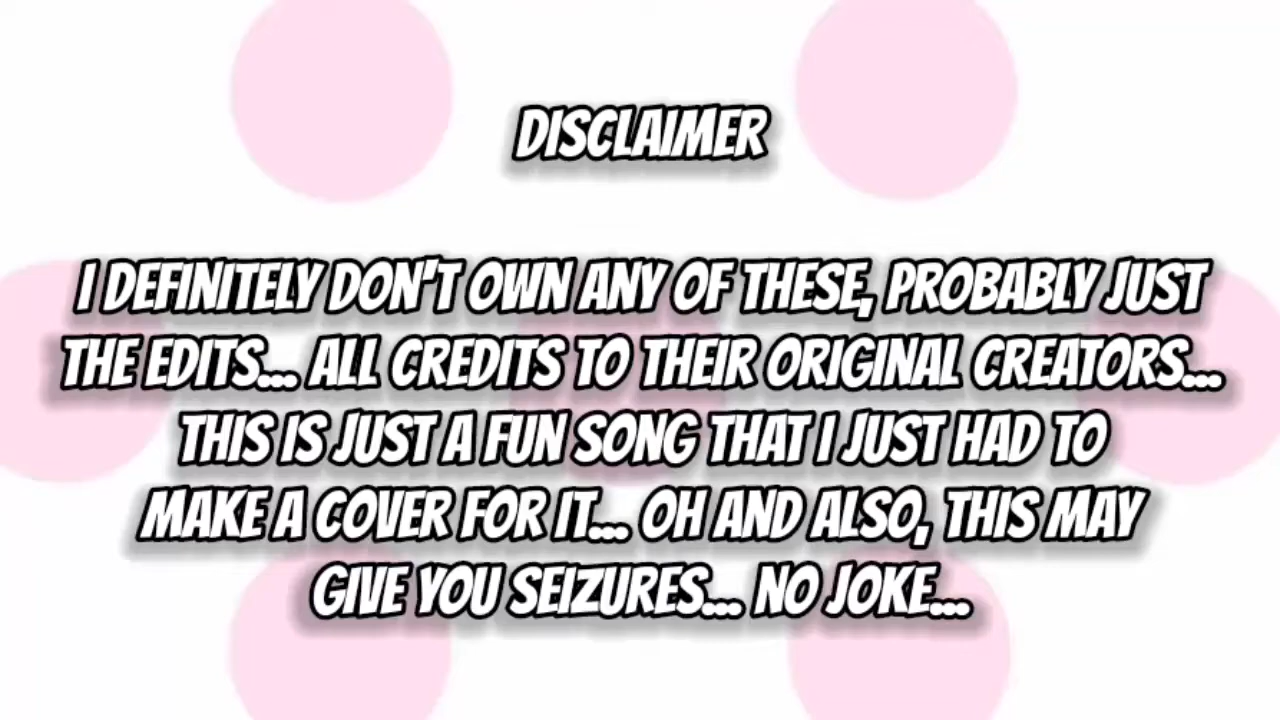 DISCLAIMER
I DEFINITELY DON'T OWN ANY OF THESE, PROBABLY JUST
THE EDITS... ALL CREDITS TO THEIR ORIGINAL CREATORS...
THIS IS JUST A FUN SONG THAT I JUST HAD TO
MAKE A COVER FOR IT... OH AND ALSO, THIS MAY
GIVE YOU SEIZURES... NO JOKE...